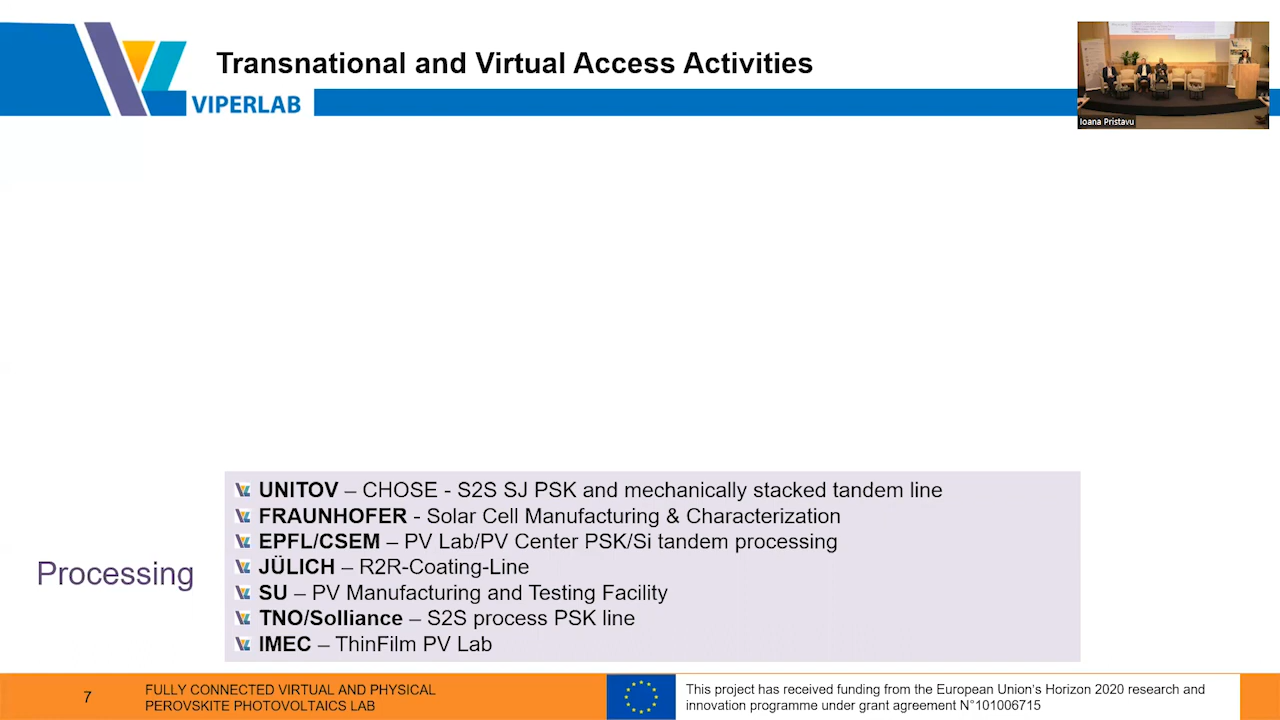 Transnational and Virtual Access Activities
VIPERLAB
Ioana Pristavu
UNITOV – CHOSE - S2S SJ PSK and mechanically stacked tandem line
FRAUNHOFER - Solar Cell Manufacturing & Characterization
EPFL/CSEM – PV Lab/PV Center PSK/Si tandem processing
Processing
JÜLICH – R2R-Coating-Line
SU – PV Manufacturing and Testing Facility
TNO/Solliance – S2S process PSK line
IMEC – ThinFilm PV Lab
7
FULLY CONNECTED VIRTUAL AND PHYSICAL
PEROVSKITE PHOTOVOLTAICS LAB
This project has received funding from the European Union's Horizon 2020 research and
innovation programme under grant agreement N°101006715